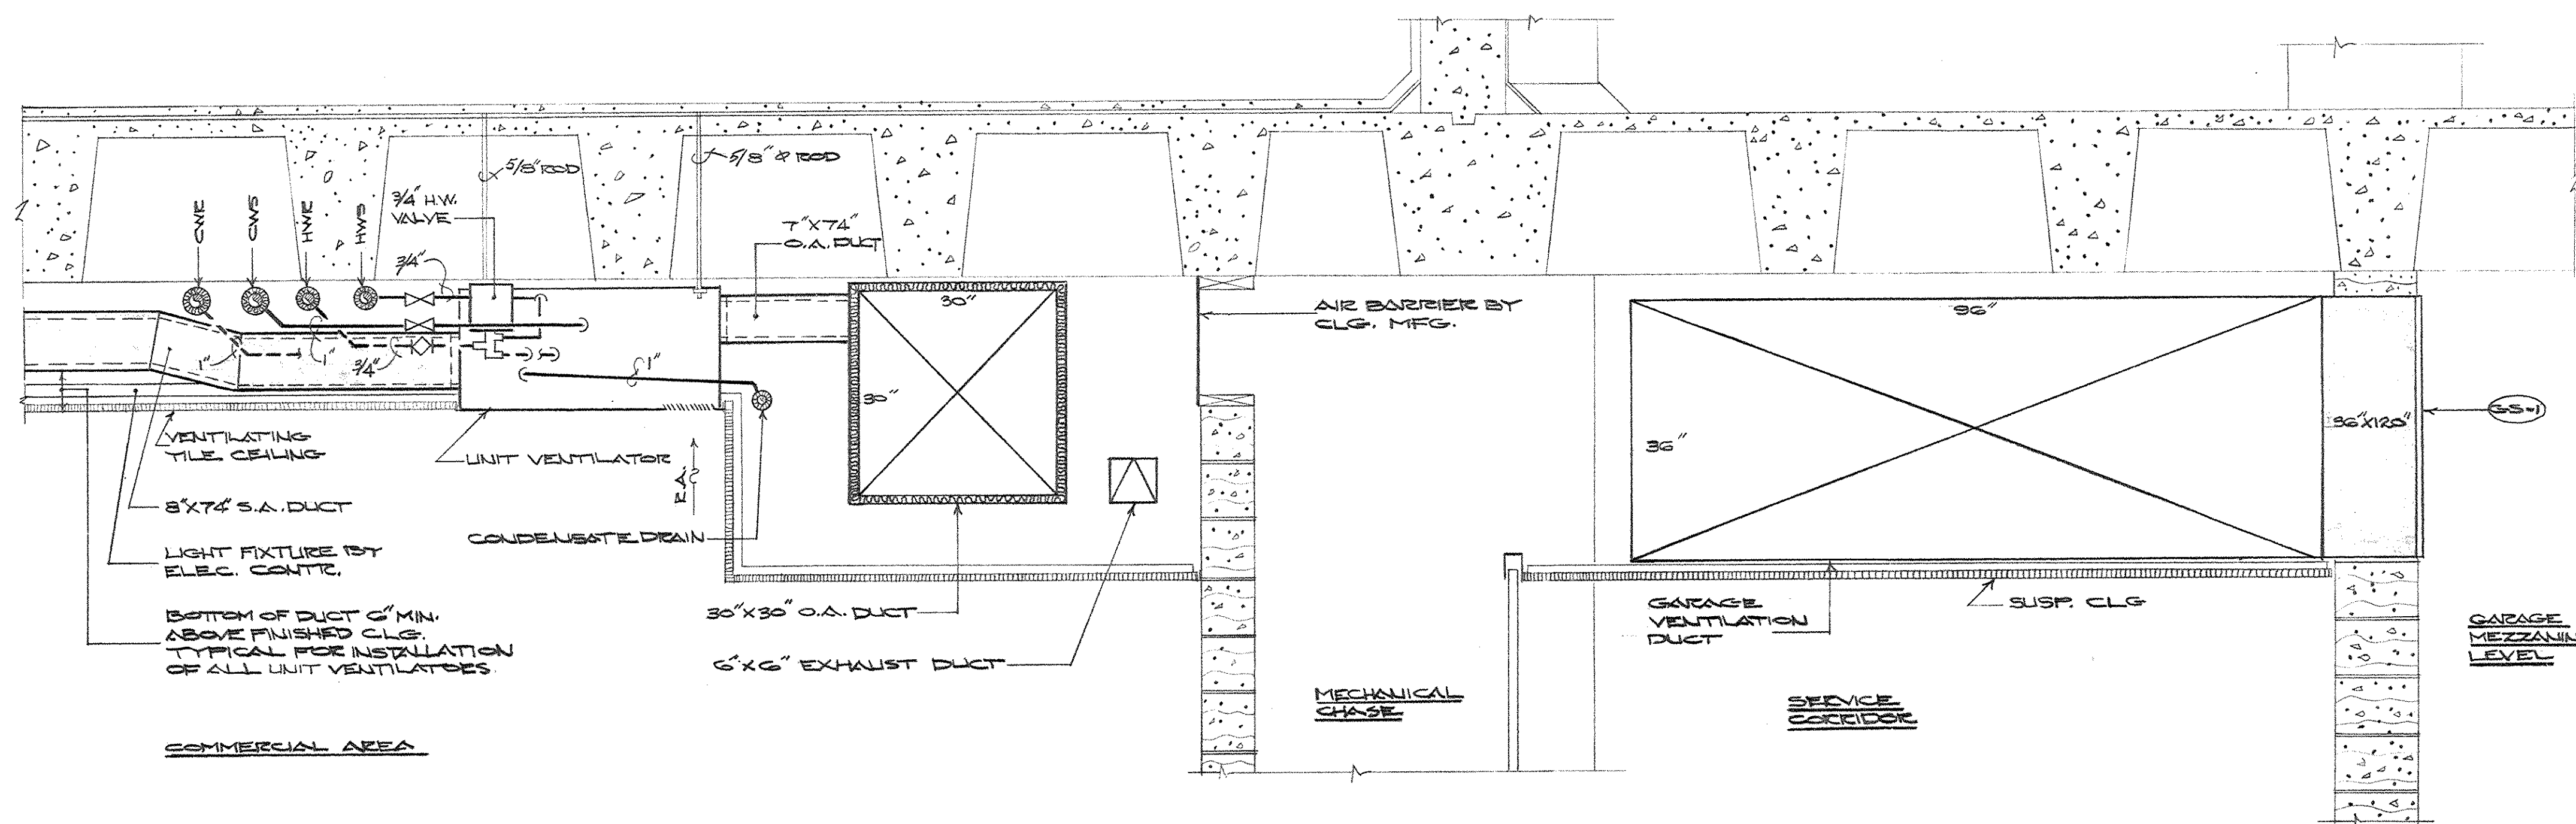 5/8" ROD
5/8" Φ ROD
3/4" H.W.
VALVE
7"X74"
O.A. DUCT
CWR
CWS
HWR
HWS
3/4"
1"
1"
3/4"
1"
30"
30"
AIR BARRIER BY
CLG. MFG.
96"
36"
36"X120"
GS-1
VENTILATING
TILE CEILING
UNIT VENTILATOR
R.A.
8"X74" S.A. DUCT
CONDENSATE DRAIN
LIGHT FIXTURE BY
ELEC. CONTR.
BOTTOM OF DUCT 6" MIN.
ABOVE FINISHED CLG.
TYPICAL FOR INSTALLATION
OF ALL UNIT VENTILATORS.
30"X30" O.A. DUCT
6"X6" EXHAUST DUCT
GARAGE
VENTILATION
DUCT
SUSP. CLG
GARAGE
MEZZANIN
LEVEL
MECHANICAL
CHASE
SERVICE
CORRIDOR
COMMERCIAL AREA